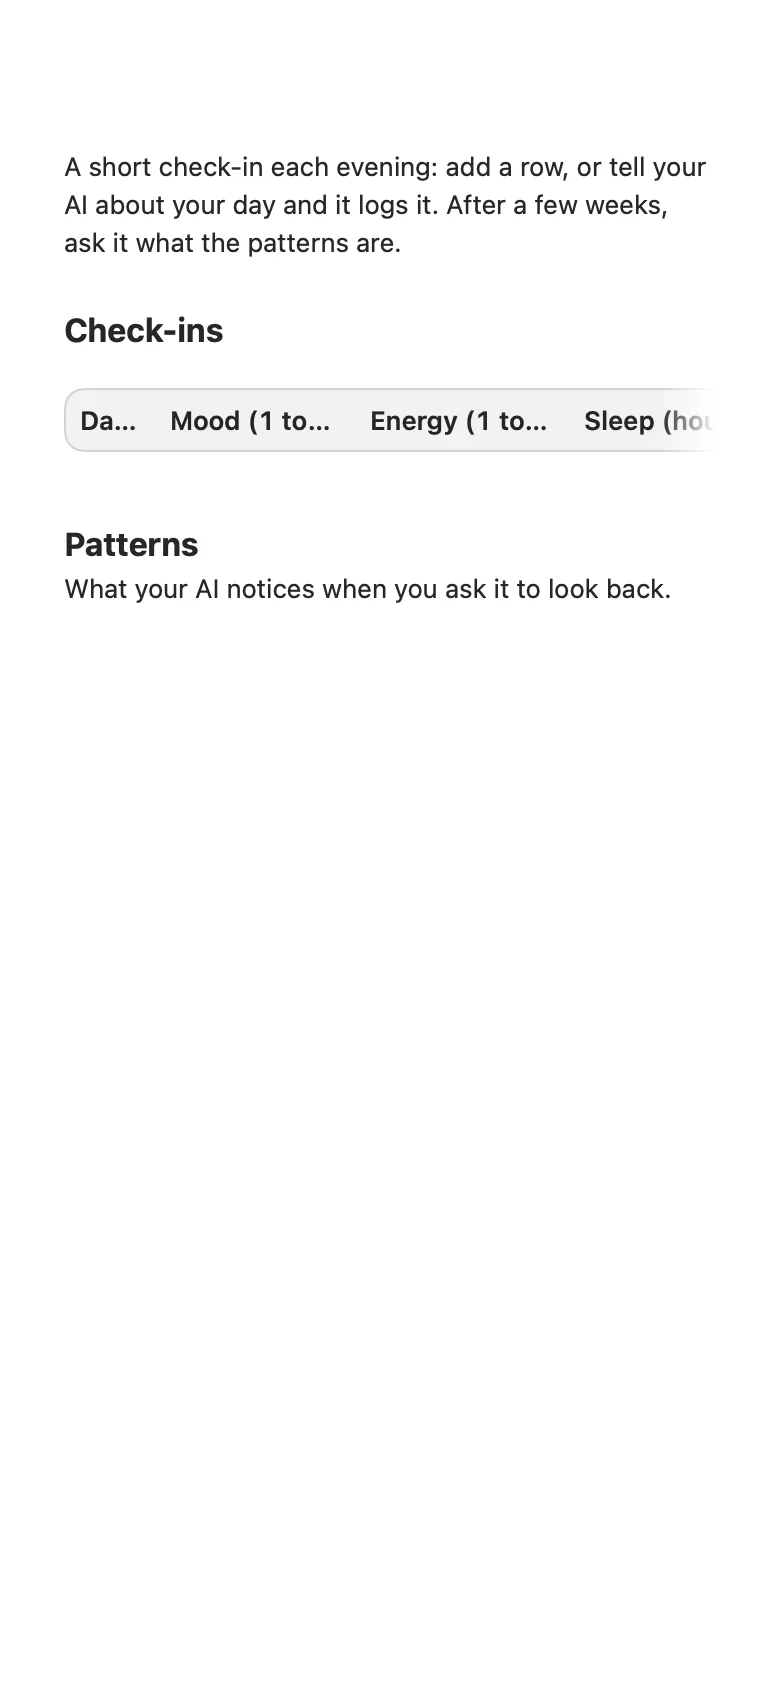 A short check-in each evening: add a row, or tell your
AI about your day and it logs it. After a few weeks,
ask it what the patterns are.
Check-ins
Da... Mood (1 to... Energy (1 to... Sleep (hou
Patterns
What your AI notices when you ask it to look back.